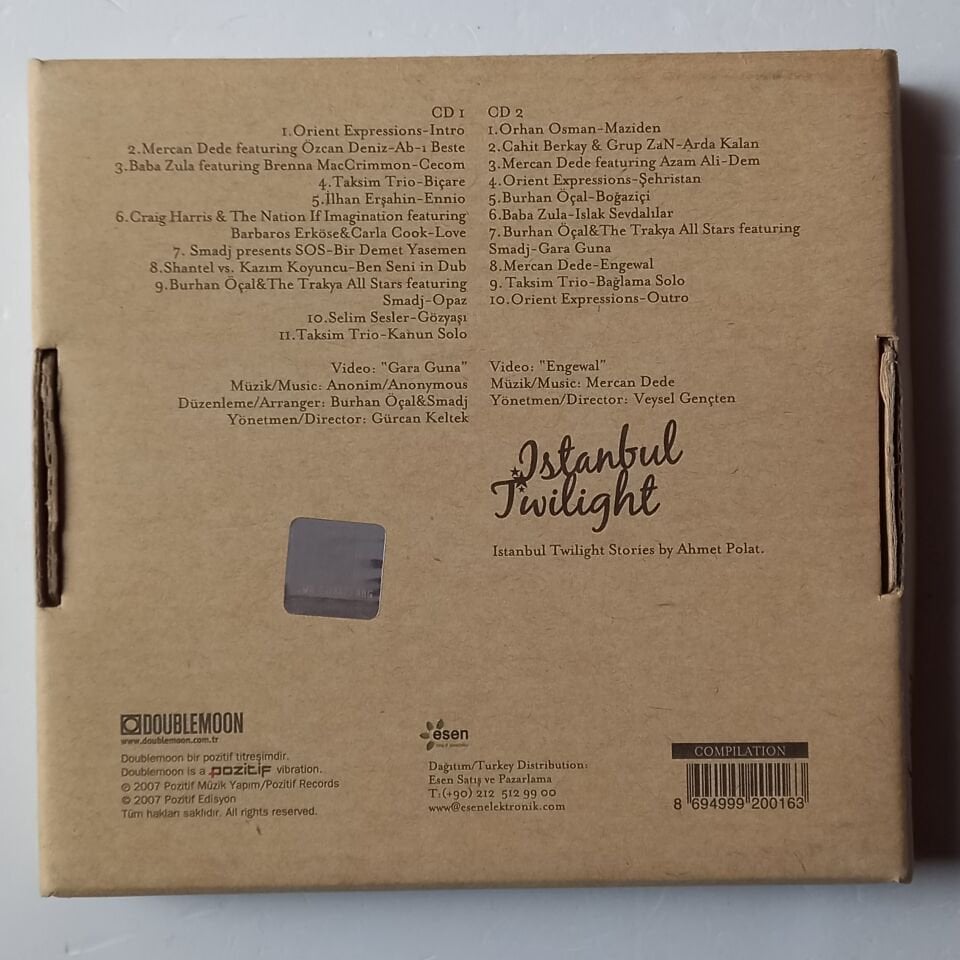 CD 1
1.Orient Expressions-Intro
2.Mercan Dede featuring Özcan Deniz-Ab-ı Beste
3.Baba Zula featuring Brenna MacCrimmon-Cecom
4.Taksim Trio-Biçare
5.İlhan Erşahin-Ennio
6.Craig Harris & The Nation If Imagination featuring
Barbaros Erköse&Carla Cook-Love
7. Smadj presents SOS-Bir Demet Yasemen
8.Shantel vs. Kazım Koyuncu-Ben Seni in Dub
9.Burhan Öçal&The Trakya All Stars featuring
Smadj-Opaz
10.Selim Sesler-Gözyaşı
11.Taksim Trio-Kanun Solo
Video: "Gara Guna"
Müzik/Music: Anonim/Anonymous
Düzenleme/Arranger: Burhan Öçal&Smadj
Yönetmen/Director: Gürcan Keltek
CD 2
1.Orhan Osman-Maziden
2.Cahit Berkay & Grup ZaN-Arda Kalan
3.Mercan Dede featuring Azam Ali-Dem
4.Orient Expressions-Şehristan
5.Burhan Öçal-Boğaziçi
6.Baba Zula-Islak Sevdalılar
7.Burhan Öçal&The Trakya All Stars featuring
Smadj-Gara Guna
8.Mercan Dede-Engewal
9.Taksim Trio-Bağlama Solo
10.Orient Expressions-Outro
Video: "Engewal"
Müzik/Music: Mercan Dede
Yönetmen/Director: Veysel Gençten
Istanbul
Twilight
Istanbul Twilight Stories by Ahmet Polat.
DOUBLEMOON
www.doublemoon.com.tr
Doublemoon bir pozitif titreşimdir.
Doublemoon is a pozitif vibration.
℗ 2007 Pozitif Müzik Yapım/Pozitif Records
© 2007 Pozitif Edisyon
Tüm hakları saklıdır. All rights reserved.
esen
Dağıtım/Turkey Distribution:
Esen Satış ve Pazarlama
T:(+90) 212 512 99 00
www@esenelektronik.com
COMPILATION
8 694999 200163